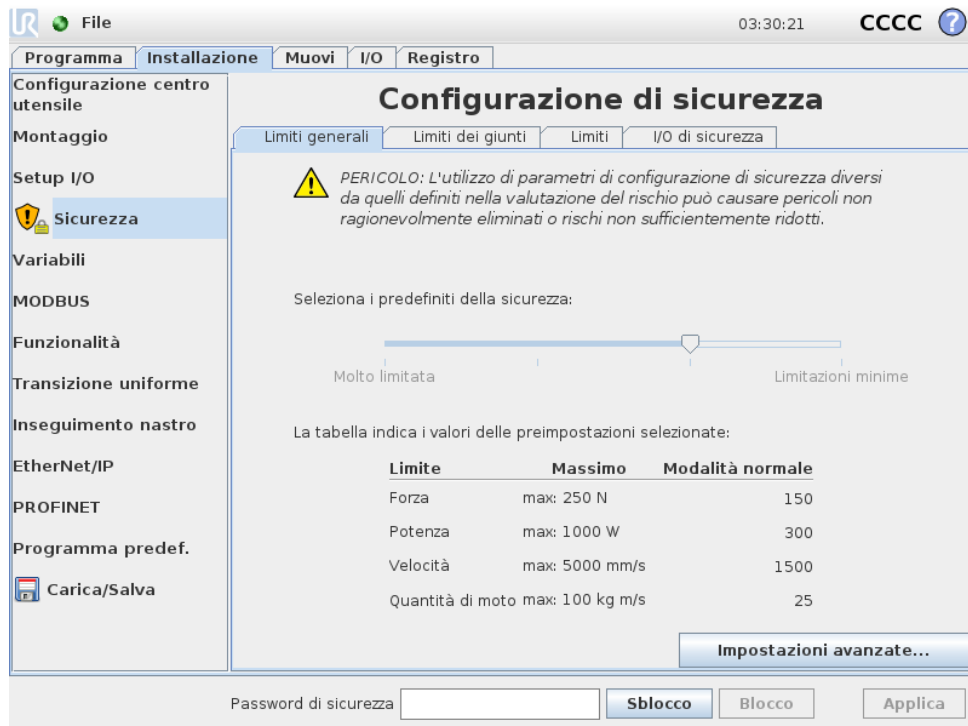 UR File 03:30:21 CCCC ?
Programma Installazione Muovi I/O Registro
Configurazione centro
utensile
Montaggio
Setup I/O
Sicurezza
Variabili
MODBUS
Funzionalità
Transizione uniforme
Inseguimento nastro
EtherNet/IP
PROFINET
Programma predef.
Carica/Salva
Configurazione di sicurezza
Limiti generali Limiti dei giunti Limiti I/O di sicurezza
PERICOLO: L'utilizzo di parametri di configurazione di sicurezza diversi
da quelli definiti nella valutazione del rischio può causare pericoli non
ragionevolmente eliminati o rischi non sufficientemente ridotti.
Seleziona i predefiniti della sicurezza:
Molto limitata Limitazioni minime
La tabella indica i valori delle preimpostazioni selezionate:
Limite Massimo Modalità normale
Forza max: 250 N 150
Potenza max: 1000 W 300
Velocità max: 5000 mm/s 1500
Quantità di moto max: 100 kg m/s 25
Impostazioni avanzate...
Password di sicurezza Sblocco Blocco Applica